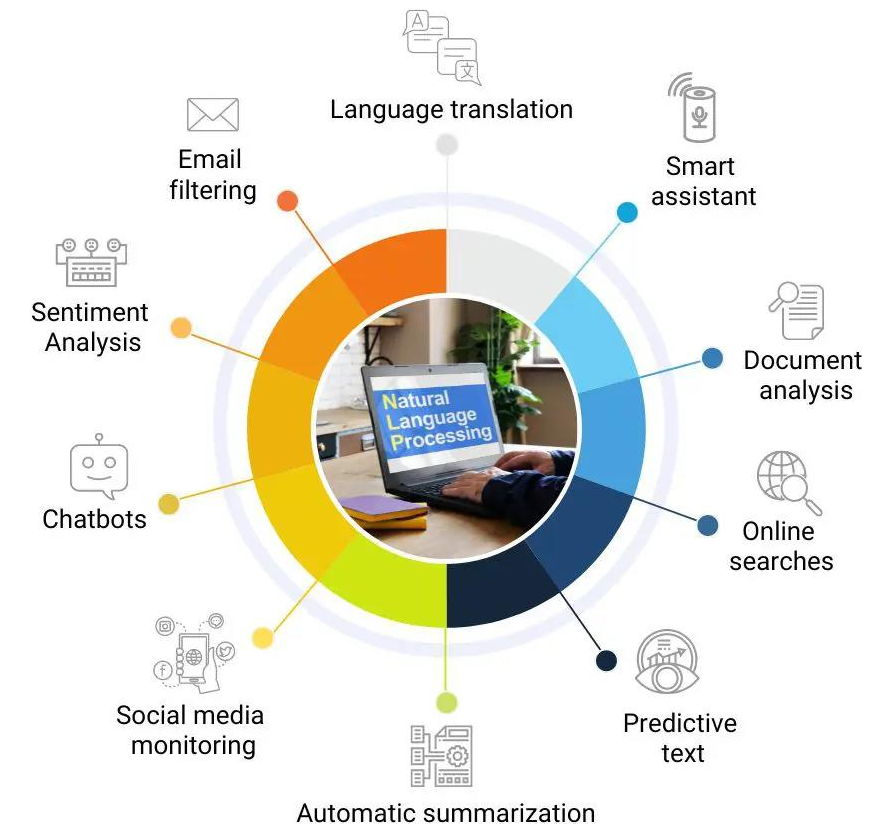 A
文
Language translation
Email
filtering
Smart
assistant
Sentiment
Analysis
Document
analysis
Natural
Language
Processing
Chatbots
Online
searches
f
Social media
monitoring
Predictive
text
Automatic summarization